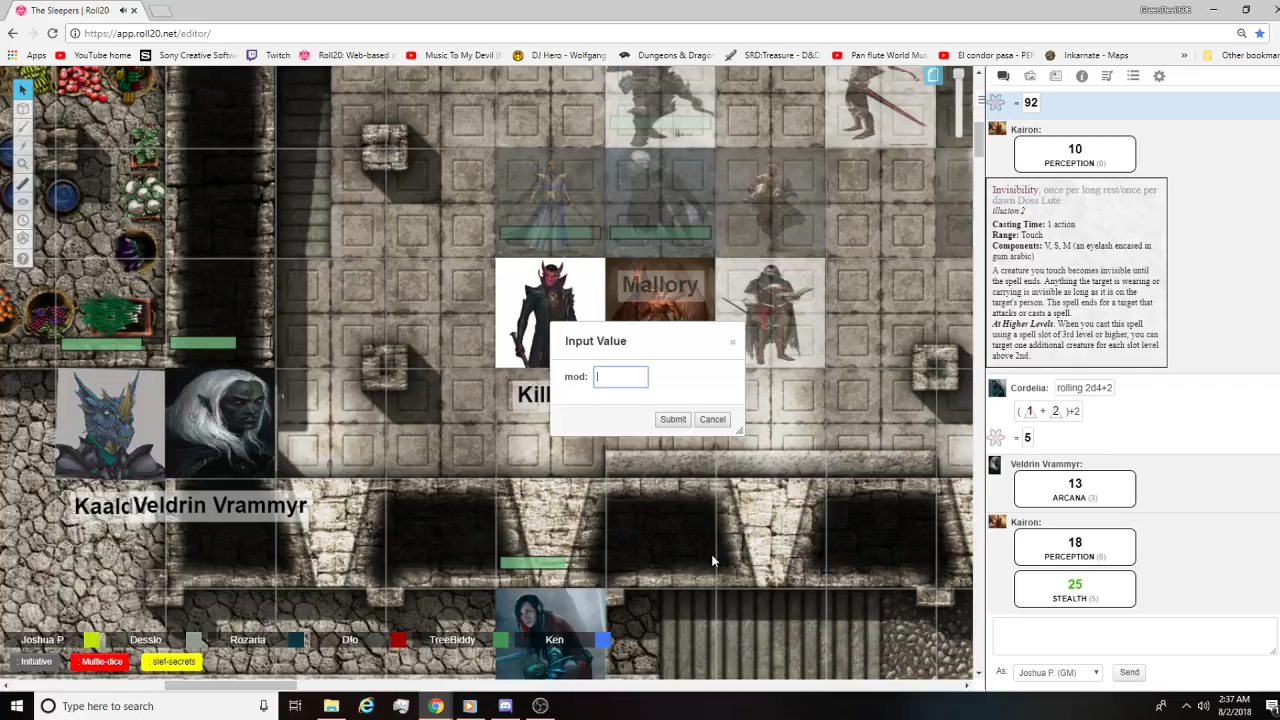 The Sleepers | Roll20
GreenDevil606
https://app.roll20.net/editor/
Apps
YouTube home
Sony Creative Softw
Twitch
Roll20: Web-based c
Music To My Devil (
DJ Hero - Wolfgang
Dungeons & Dragon
SRD:Treasure - D&D
Pan flute World Mus
El condor pasa - PER
Inkarnate - Maps
»
Other bookmarks
= 92
Kairon:
10
PERCEPTION (0)
Invisibility, once per long rest/once per
dawn Doss Lute
illusion 2
Casting Time: 1 action
Range: Touch
Components: V, S, M (an eyelash encased in
gum arabic)
A creature you touch becomes invisible until
the spell ends. Anything the target is wearing or
carrying is invisible as long as it is on the
target's person. The spell ends for a target that
attacks or casts a spell.
At Higher Levels. When you cast this spell
using a spell slot of 3rd level or higher, you can
target one additional creature for each slot level
above 2nd.
Cordelia: rolling 2d4+2
( 1 + 2 )+2
= 5
Veldrin Vrammyr:
13
ARCANA (3)
Kairon:
18
PERCEPTION (0)
25
STEALTH (5)
As: Joshua P. (GM)
Send
Mallory
Input Value
mod:
Submit
Cancel
Kill
Kaald
Veldrin Vrammyr
Joshua P.
Desslo
Rozaria
Dlo
TreeBiddy
Ken
: Initiative
: Multie-dice
: slef-secrets
Type here to search
2:37 AM
8/2/2018